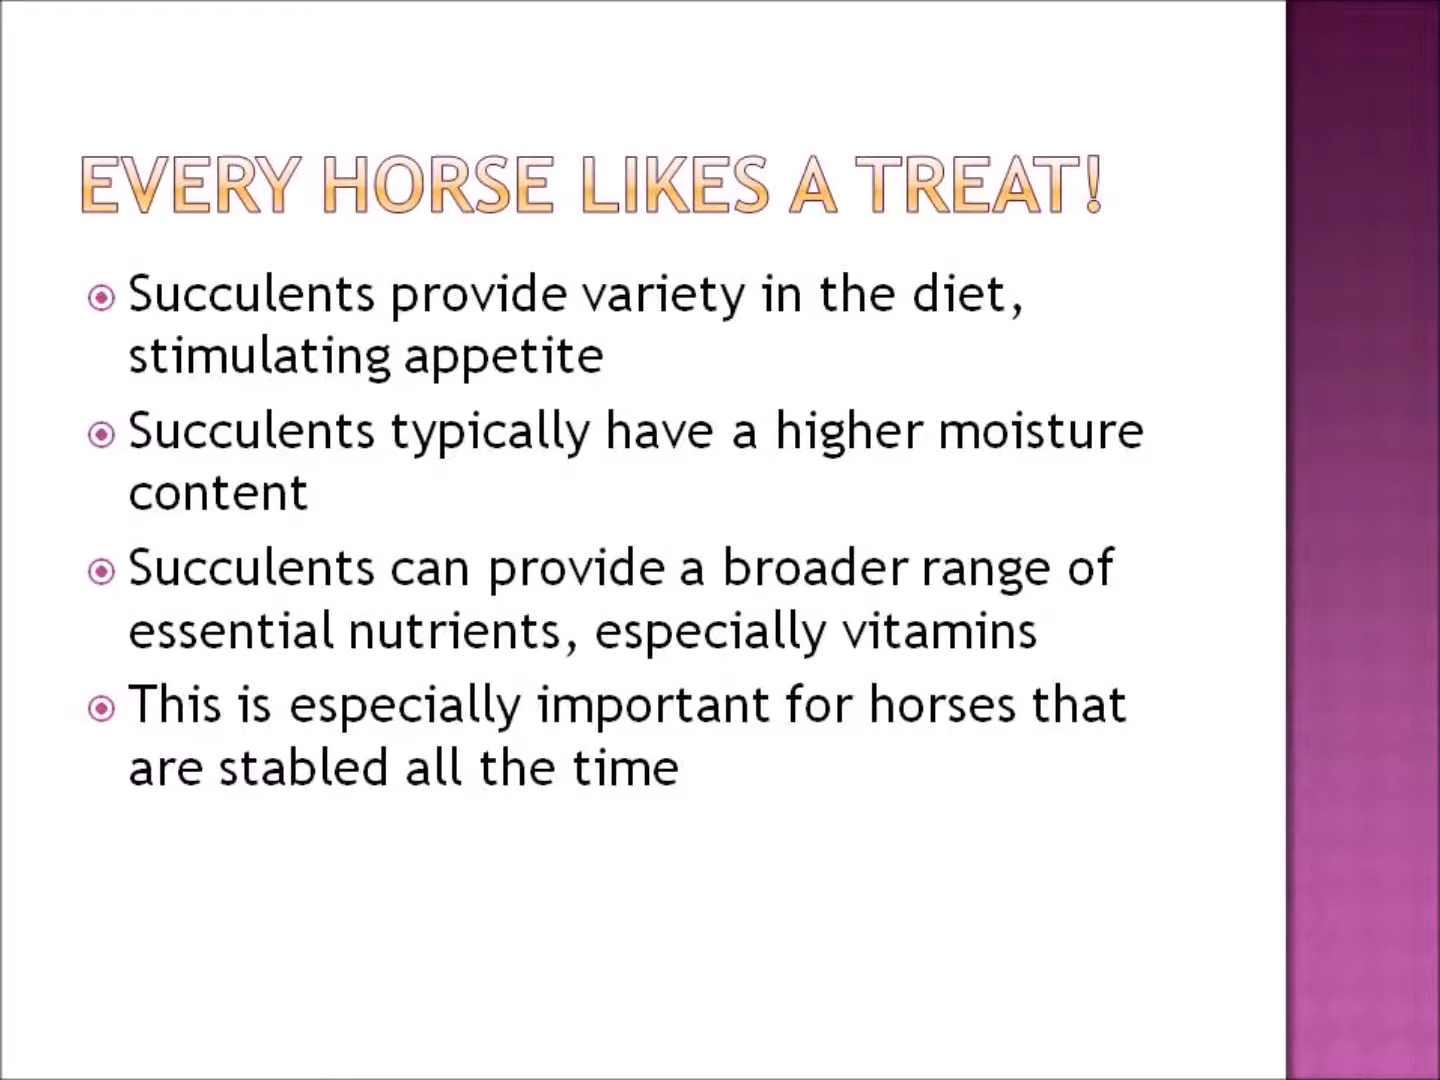 EVERY HORSE LIKES A TREAT!
Succulents provide variety in the diet,
stimulating appetite
Succulents typically have a higher moisture
content
Succulents can provide a broader range of
essential nutrients, especially vitamins
This is especially important for horses that
are stabled all the time